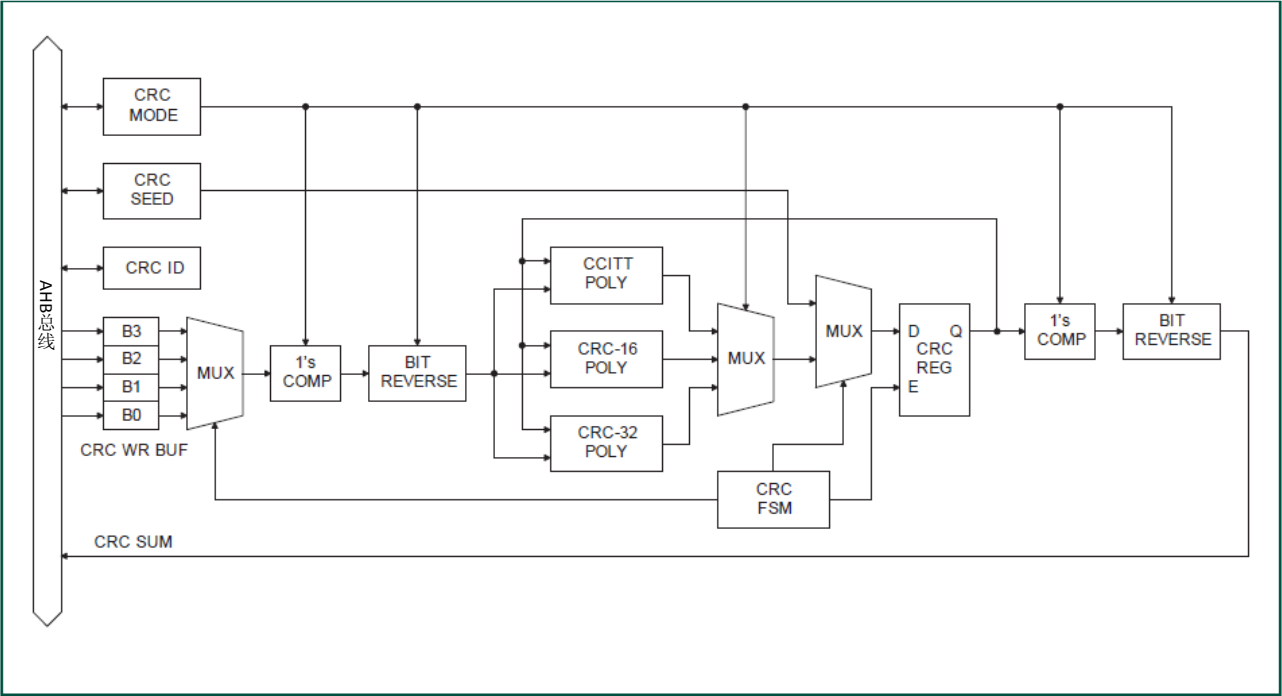 CRC
MODE
CRC
SEED
CRC ID
AHB总线
B3
B2
B1
B0
CRC WR BUF
MUX
1's
COMP
BIT
REVERSE
CCITT
POLY
CRC-16
POLY
CRC-32
POLY
MUX
MUX
D Q
CRC
REG
E
1's
COMP
BIT
REVERSE
CRC
FSM
CRC SUM